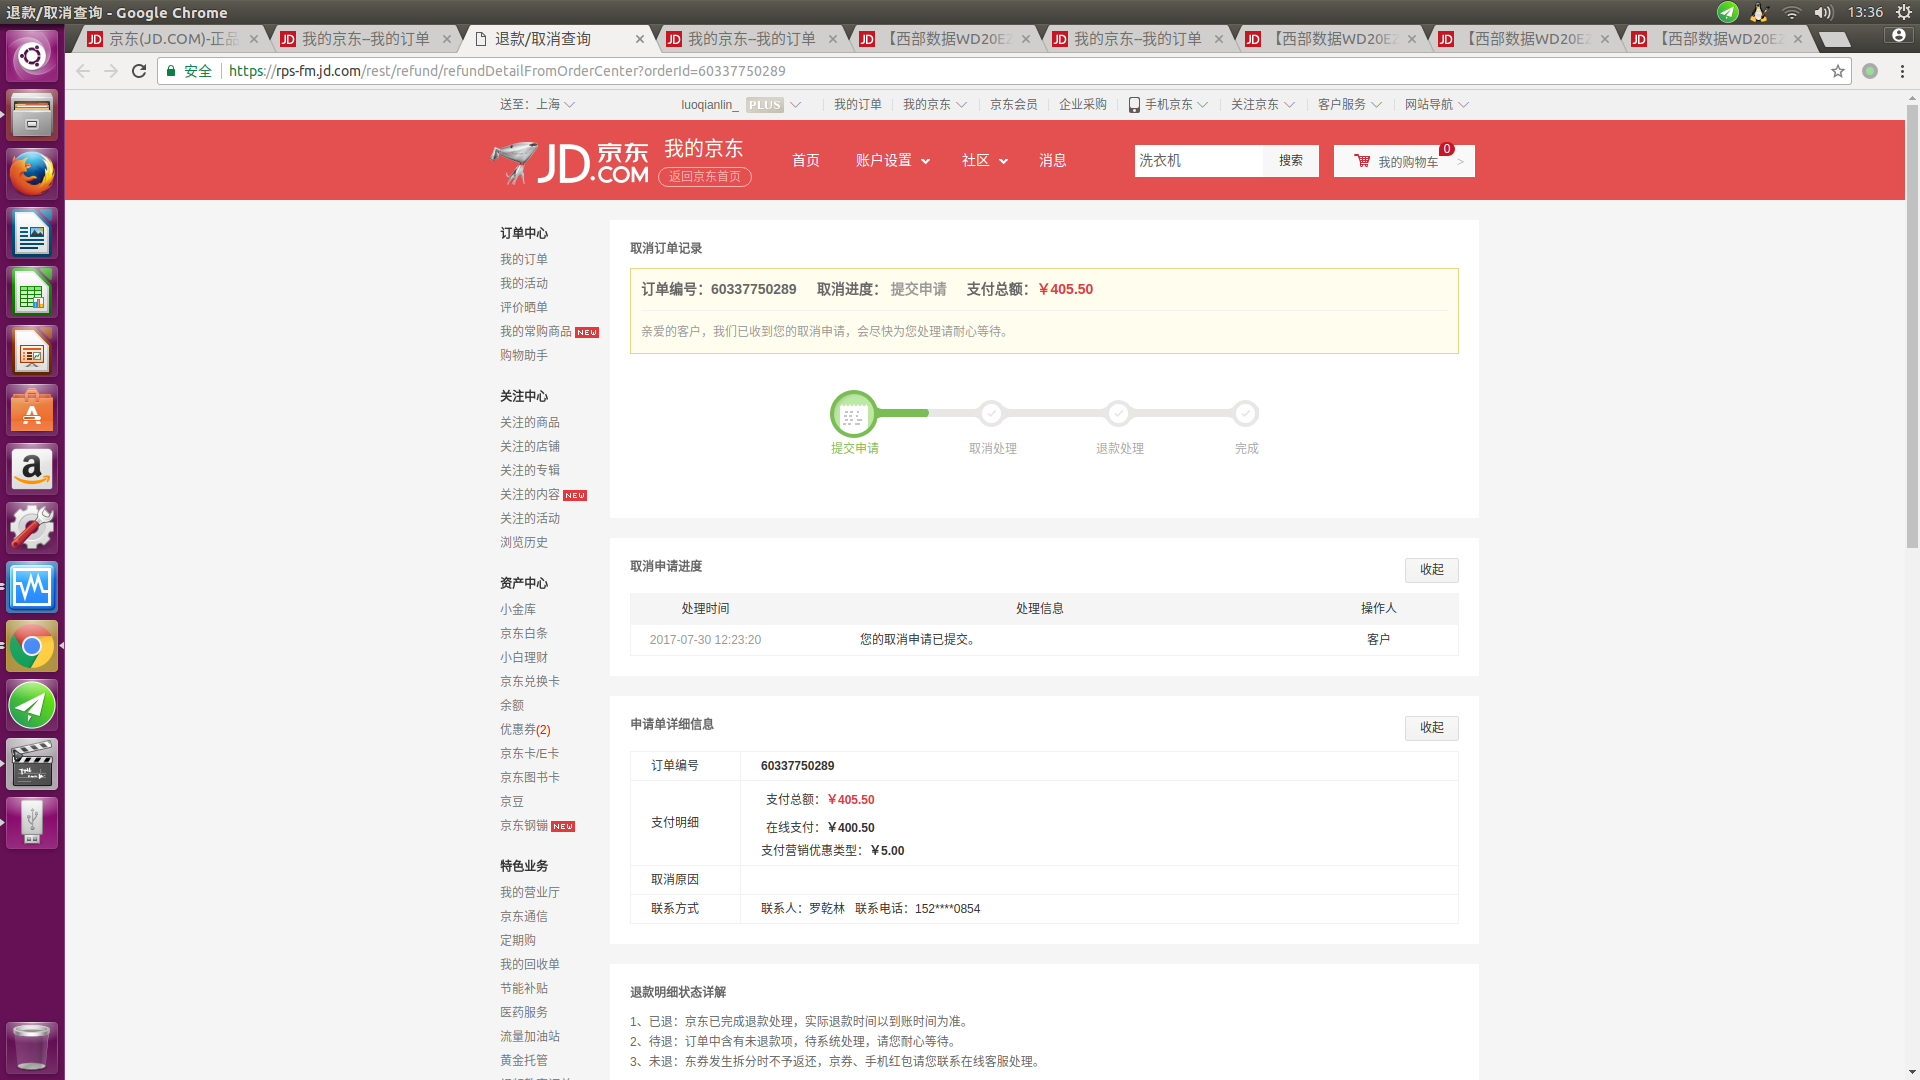 退款/取消查询 - Google Chrome
13:36
JD 京东(JD.COM)-正品
JD 我的京东--我的订单
退款/取消查询
JD 我的京东--我的订单
JD 【西部数据WD20EZ
JD 我的京东--我的订单
JD 【西部数据WD20EZ
JD 【西部数据WD20EZ
JD 【西部数据WD20EZ
安全 https://rps-fm.jd.com/rest/refund/refundDetailFromOrderCenter?orderId=60337750289
送至：上海 luoqianlin_ PLUS 我的订单 我的京东 京东会员 企业采购 手机京东 关注京东 客户服务 网站导航
JD.COM 京东 我的京东 返回京东首页 首页 账户设置 社区 消息 洗衣机 搜索 我的购物车 0 >
订单中心
我的订单
我的活动
评价晒单
我的常购商品 NEW
购物助手
关注中心
关注的商品
关注的店铺
关注的专辑
关注的内容 NEW
关注的活动
浏览历史
资产中心
小金库
京东白条
小白理财
京东兑换卡
余额
优惠券(2)
京东卡/E卡
京东图书卡
京豆
京东钢镚 NEW
特色业务
我的营业厅
京东通信
定期购
我的回收单
节能补贴
医药服务
流量加油站
黄金托管
取消订单记录
订单编号：60337750289 取消进度： 提交申请 支付总额：￥405.50
亲爱的客户，我们已收到您的取消申请，会尽快为您处理请耐心等待。
提交申请 取消处理 退款处理 完成
取消申请进度 收起
处理时间 处理信息 操作人
2017-07-30 12:23:20 您的取消申请已提交。 客户
申请单详细信息 收起
订单编号 60337750289
支付明细
支付总额：￥405.50
在线支付：￥400.50
支付营销优惠类型：￥5.00
取消原因
联系方式 联系人：罗乾林 联系电话：152****0854
退款明细状态详解
1、已退：京东已完成退款处理，实际退款时间以到账时间为准。
2、待退：订单中含有未退款项，待系统处理，请您耐心等待。
3、未退：东券发生拆分时不予返还，京券、手机红包请您联系在线客服处理。